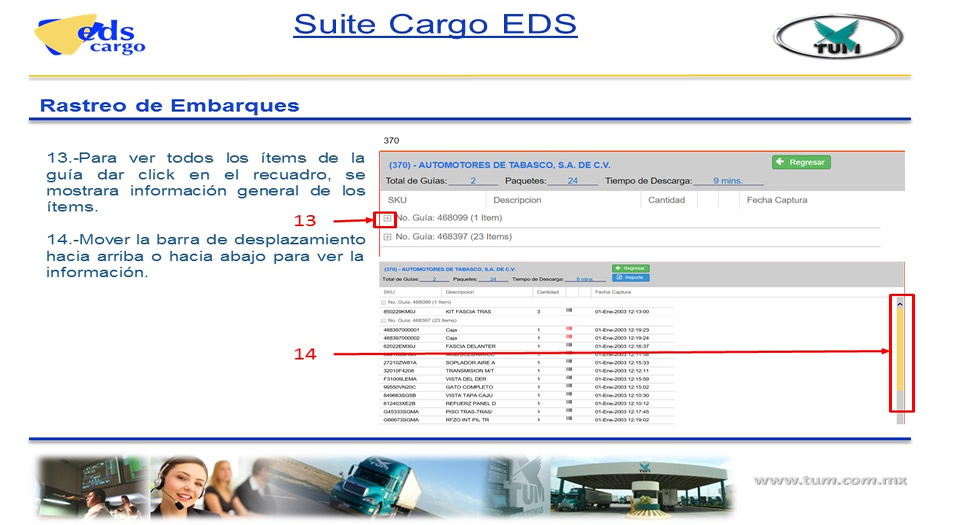 eds
cargo
Suite Cargo EDS
TUM
Rastreo de Embarques
13.-Para ver todos los ítems de la
guía dar click en el recuadro, se
mostrara información general de los
ítems.
14.-Mover la barra de desplazamiento
hacia arriba o hacia abajo para ver la
información.
370
(370) - AUTOMOTORES DE TABASCO, S.A. DE C.V.
Regresar
Total de Guías: 2 Paquetes: 24 Tiempo de Descarga: 9 mins.
SKU Descripcion Cantidad Fecha Captura
13
No. Guía: 468099 (1 Item)
No. Guía: 468397 (23 Items)
(370) - AUTOMOTORES DE TABASCO, S.A. DE C.V.
Regresar
Total de Guías: 2 Paquetes: 24 Tiempo de Descarga: 9 mins.
Reporte
SKU Descripcion Cantidad Fecha Captura
No. Guía: 468099 (1 Item)
850229KM0J KIT FASCIA TRAS 3 01-Ene-2003 12:13:00
No. Guía: 468397 (23 Items)
468397000001 Caja 1 01-Ene-2003 12:19:23
468397000002 Caja 1 01-Ene-2003 12:19:24
62022EM30J FASCIA DELANTER 1 01-Ene-2003 12:16:37
14
27210ZW81A SOPLADOR AIRE A 1 01-Ene-2003 12:15:33
32010F4208 TRANSMISION M/T 1 01-Ene-2003 12:12:11
F31009LEMA VISTA DEL DER 1 01-Ene-2003 12:15:59
99550VN20C GATO COMPLETO 1 01-Ene-2003 12:15:02
849663SG5B VISTA TAPA CAJU 1 01-Ene-2003 12:10:30
612403XE2B REFUERZ PANEL D 1 01-Ene-2003 12:10:12
G45333SGMA PISO TRAS-TRAS/ 1 01-Ene-2003 12:17:45
G66673SGMA RFZO INT PIL TR 1 01-Ene-2003 12:19:02
TUM
TUM
www.tum.com.mx